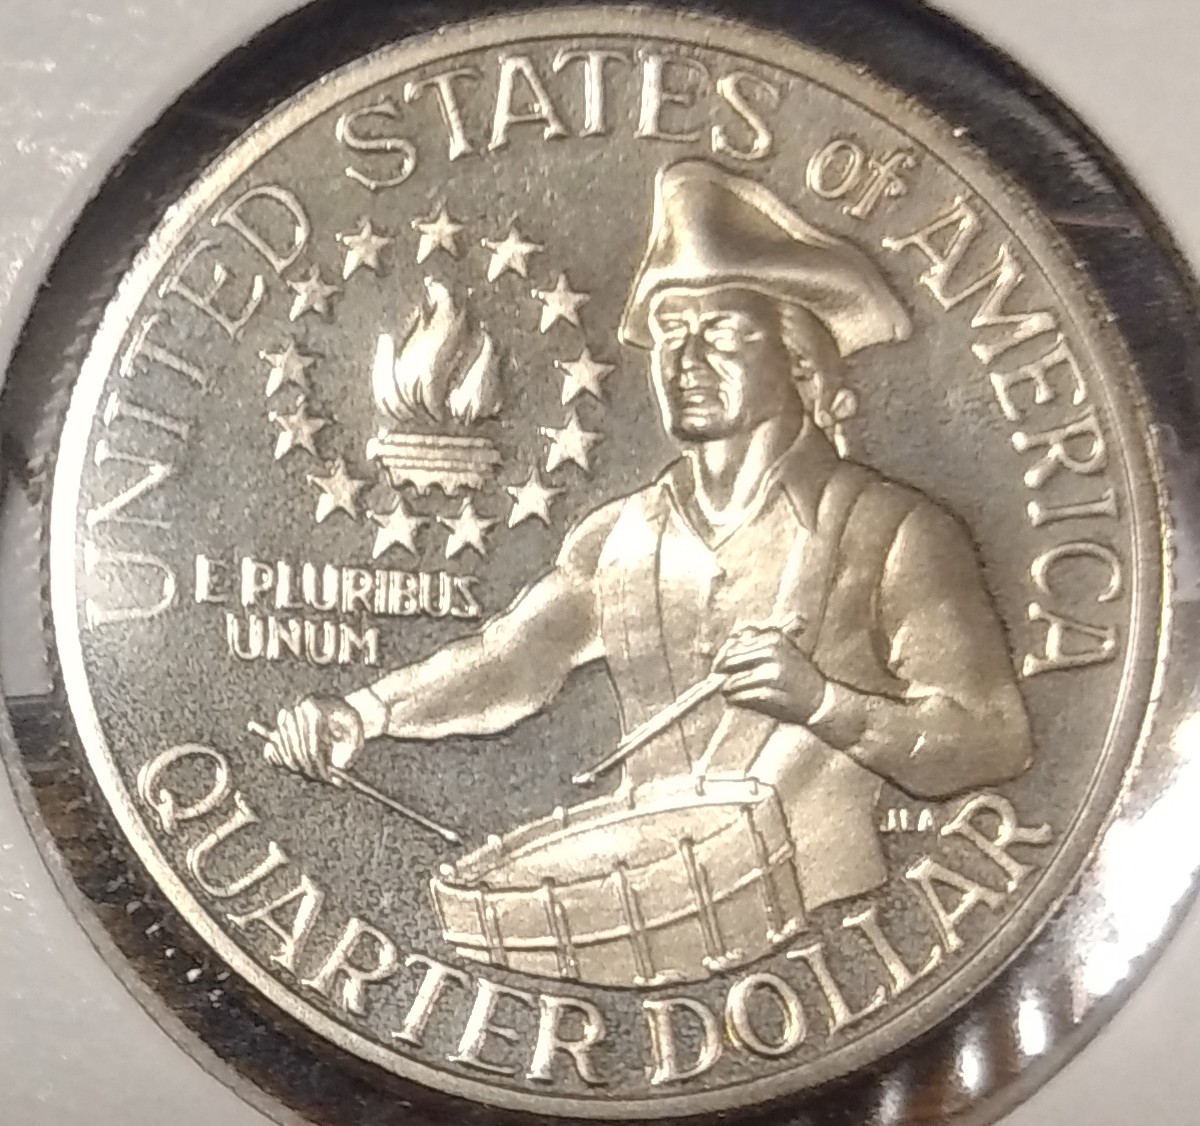 UNITED STATES of AMERICA
E PLURIBUS
UNUM
JLA
QUARTER DOLLAR